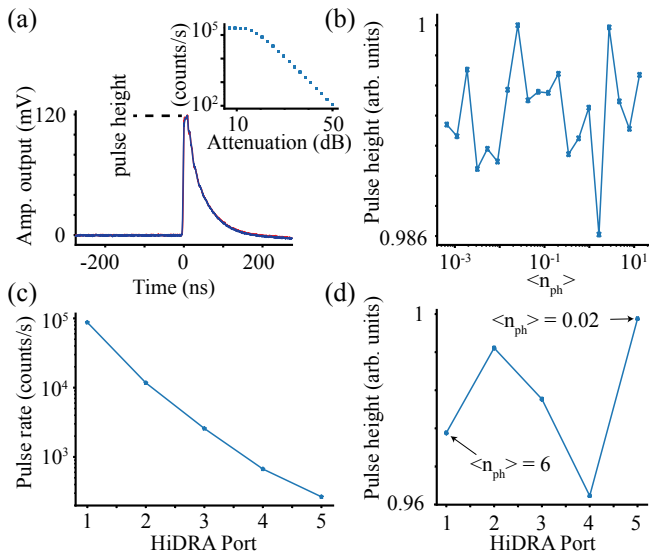 (a)
(counts/s)
10^5
10^2
10
50
Attenuation (dB)
pulse height
Amp. output (mV)
120
0
-200
0
200
Time (ns)
(b)
Pulse height (arb. units)
1
0.986
10^-3
10^-1
10^1
<n_ph>
(c)
Pulse rate (counts/s)
10^5
10^4
10^3
1 2 3 4 5
HiDRA Port
(d)
Pulse height (arb. units)
1
0.96
<n_ph> = 0.02
<n_ph> = 6
1 2 3 4 5
HiDRA Port